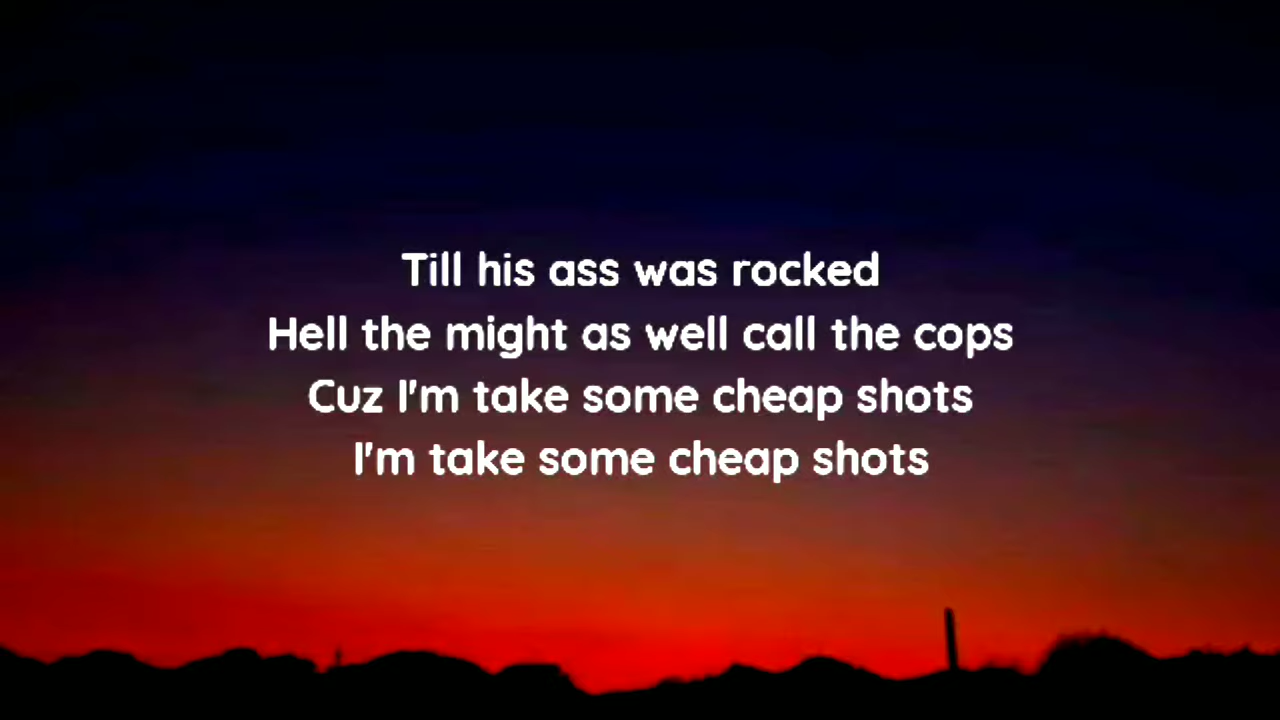 Till his ass was rocked
Hell the might as well call the cops
Cuz I'm take some cheap shots
I'm take some cheap shots